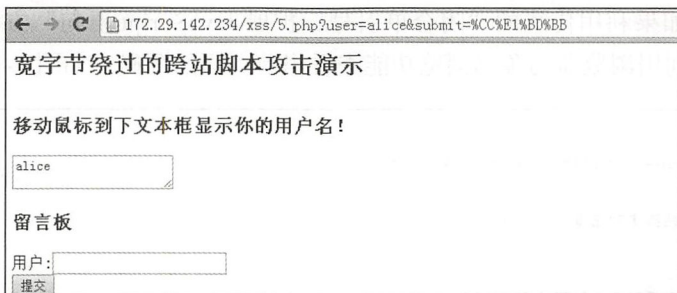 172.29.142.234/xss/5.php?user=alice&submit=%CC%E1%BD%BB
宽字节绕过的跨站脚本攻击演示
移动鼠标到下文本框显示你的用户名!
alice
留言板
用户:
提交